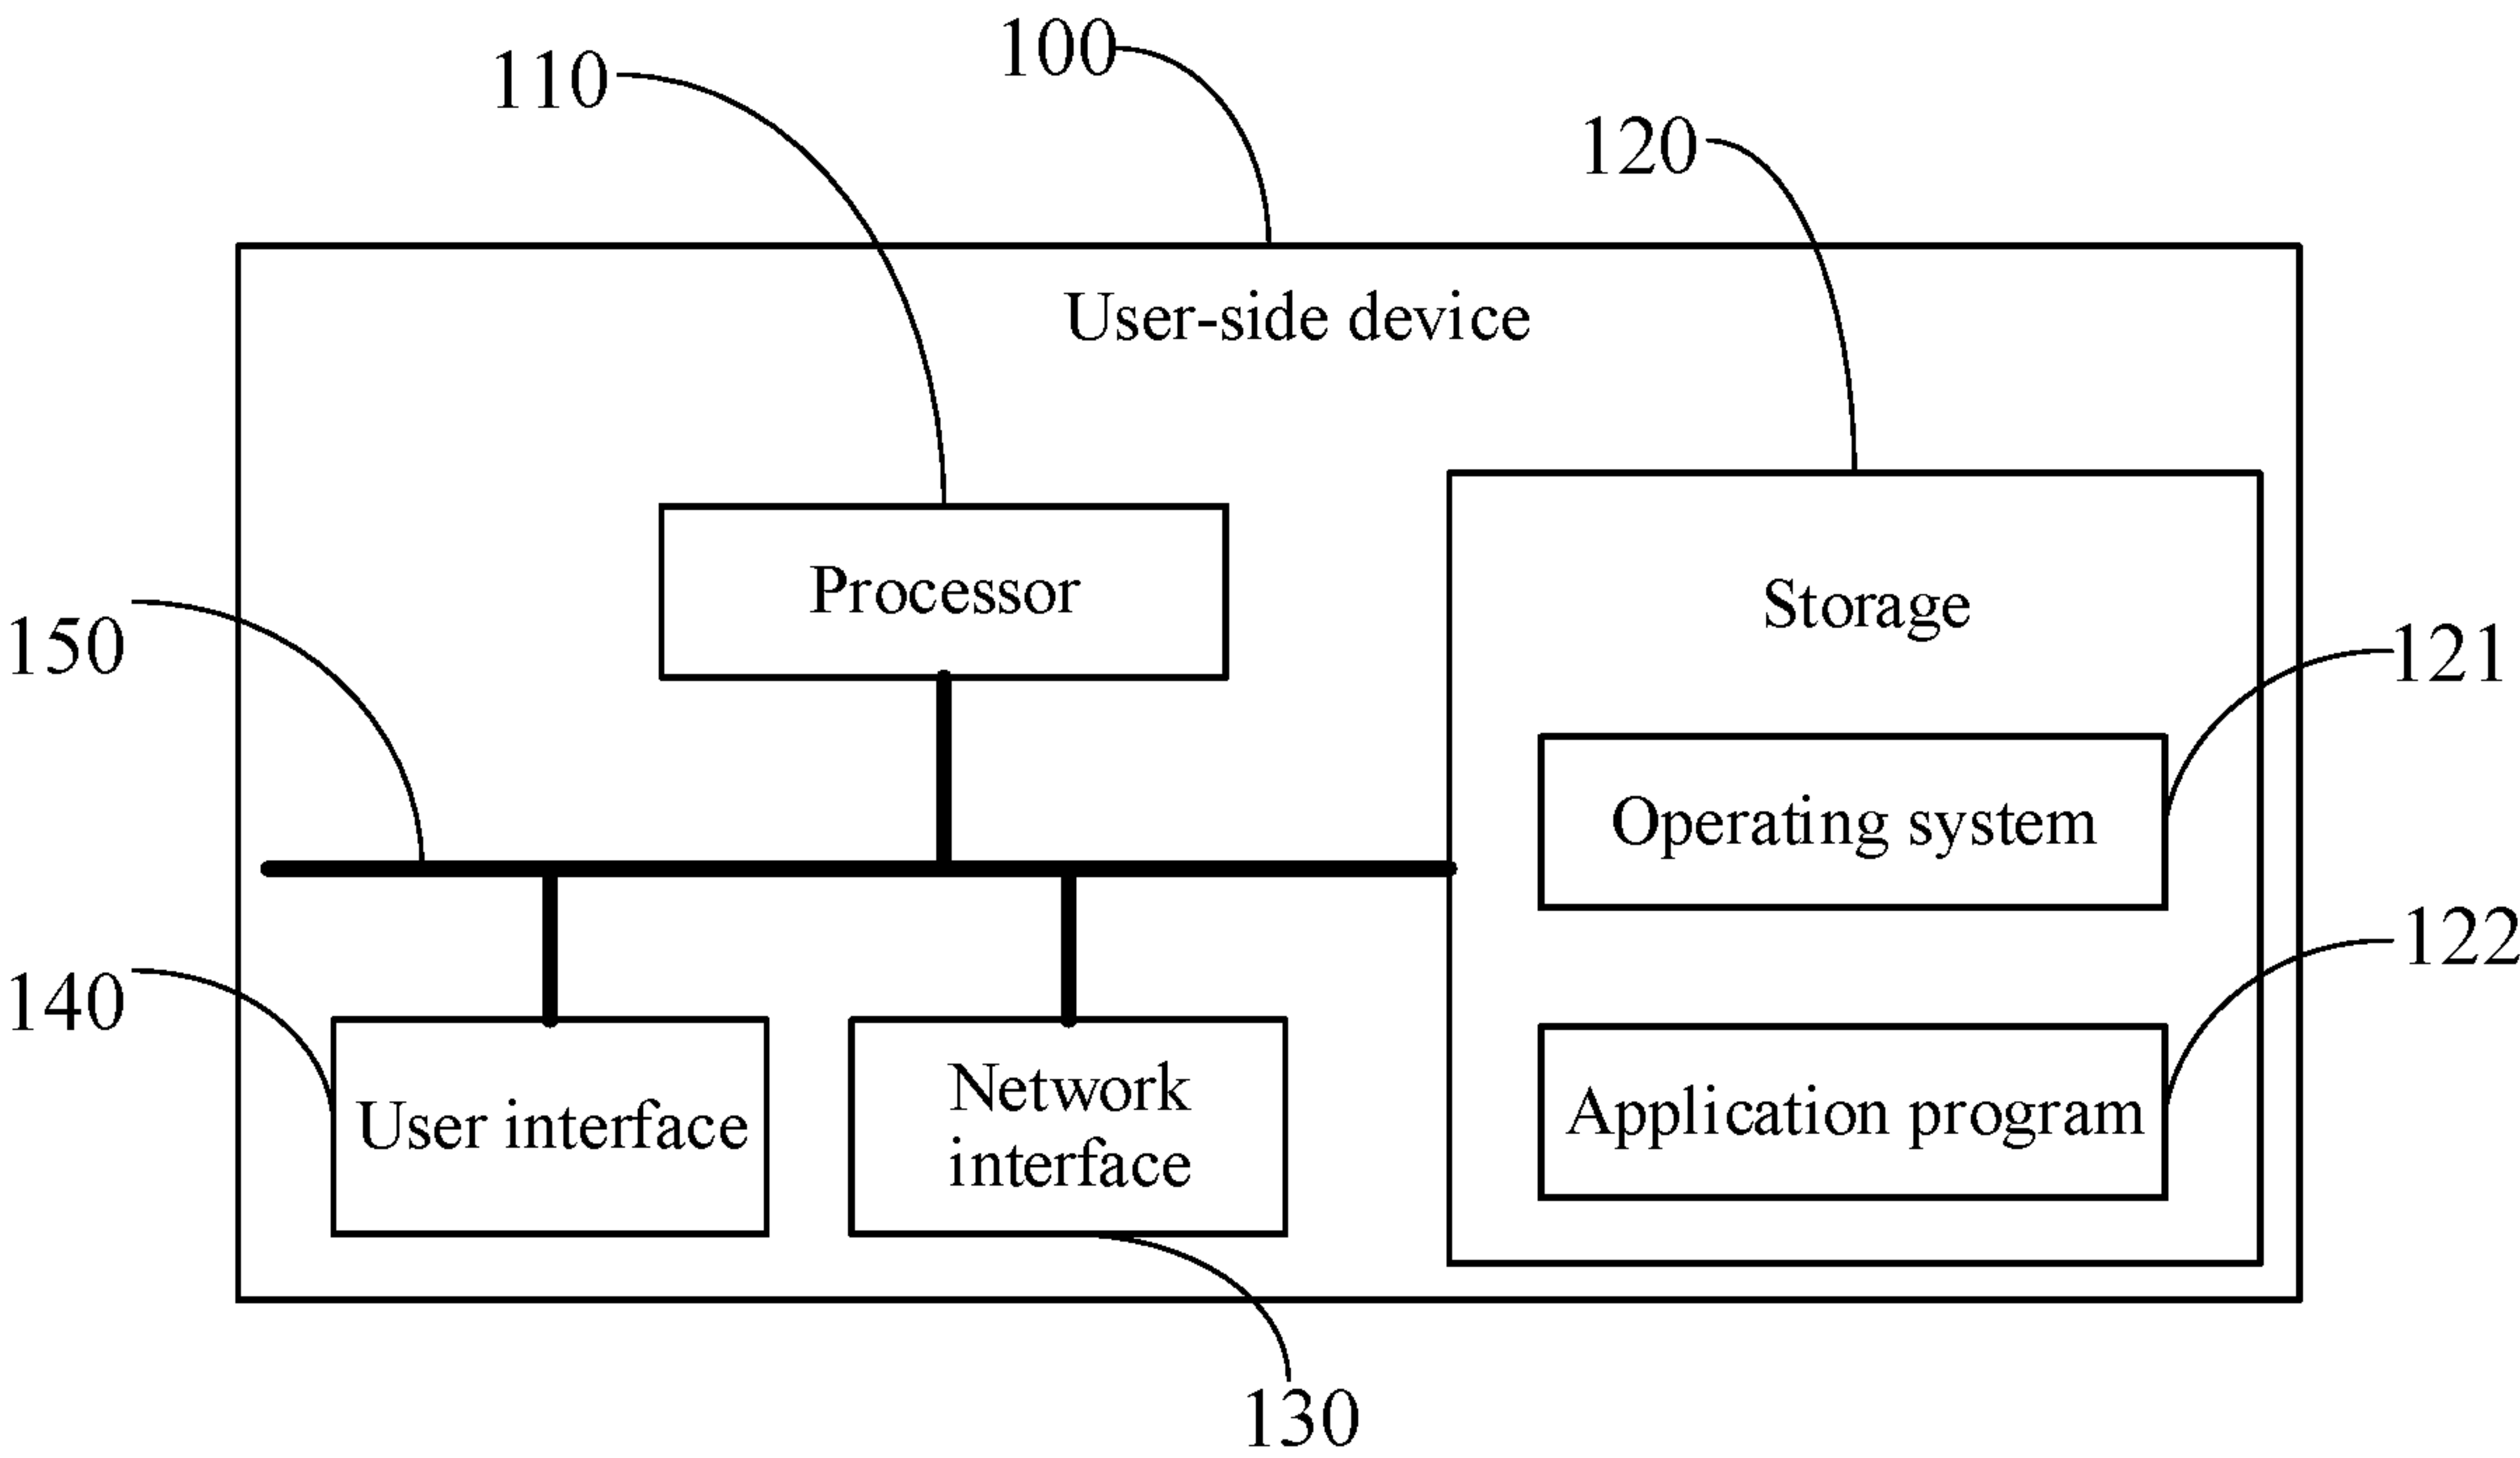 100
110
120
User-side device
Processor
Storage
150
121
Operating system
122
140
Network
interface
User interface
Application program
130